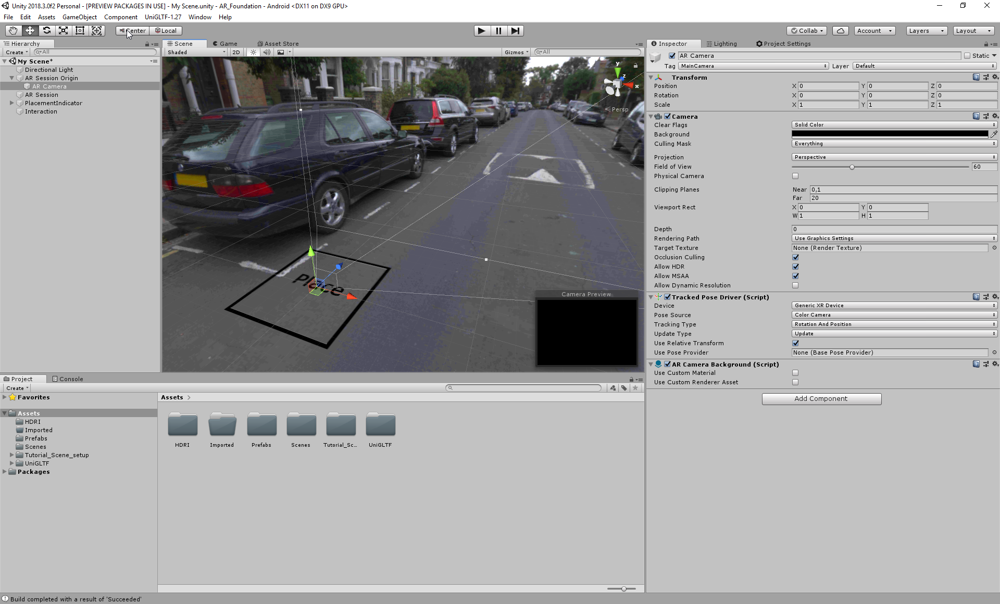 Unity 2018.3.0f2 Personal - [PREVIEW PACKAGES IN USE] - My Scene.unity - AR_Foundation - Android <DX11 on DX9 GPU>
File Edit Assets GameObject Component UniGLTF-1.27 Window Help
Center Local Collab Account Layers Layout
Hierarchy
Create All
My Scene*
Directional Light
AR Session Origin
AR Camera
AR Session
PlacementIndicator
Interaction
Scene Game Asset Store
Shaded 2D Gizmos All
y
z
x
Persp
Place
Camera Preview
Inspector Lighting Project Settings
AR Camera Static
Tag MainCamera Layer Default
Transform
Position X 0 Y 0 Z 0
Rotation X 0 Y 0 Z 0
Scale X 1 Y 1 Z 1
Camera
Clear Flags Solid Color
Background
Culling Mask Everything
Projection Perspective
Field of View 60
Physical Camera
Clipping Planes Near 0,1
Far 20
Viewport Rect X 0 Y 0
W 1 H 1
Depth 0
Rendering Path Use Graphics Settings
Target Texture None (Render Texture)
Occlusion Culling
Allow HDR
Allow MSAA
Allow Dynamic Resolution
Tracked Pose Driver (Script)
Device Generic XR Device
Pose Source Color Camera
Tracking Type Rotation And Position
Update Type Update
Use Relative Transform
Use Pose Provider None (Base Pose Provider)
AR Camera Background (Script)
Use Custom Material
Use Custom Renderer Asset
Add Component
Project Console
Create
Favorites
Assets
HDRI
Imported
Prefabs
Scenes
Tutorial_Scene_setup
UniGLTF
Packages
Assets
HDRI Imported Prefabs Scenes Tutorial_Sc... UniGLTF
Build completed with a result of 'Succeeded'